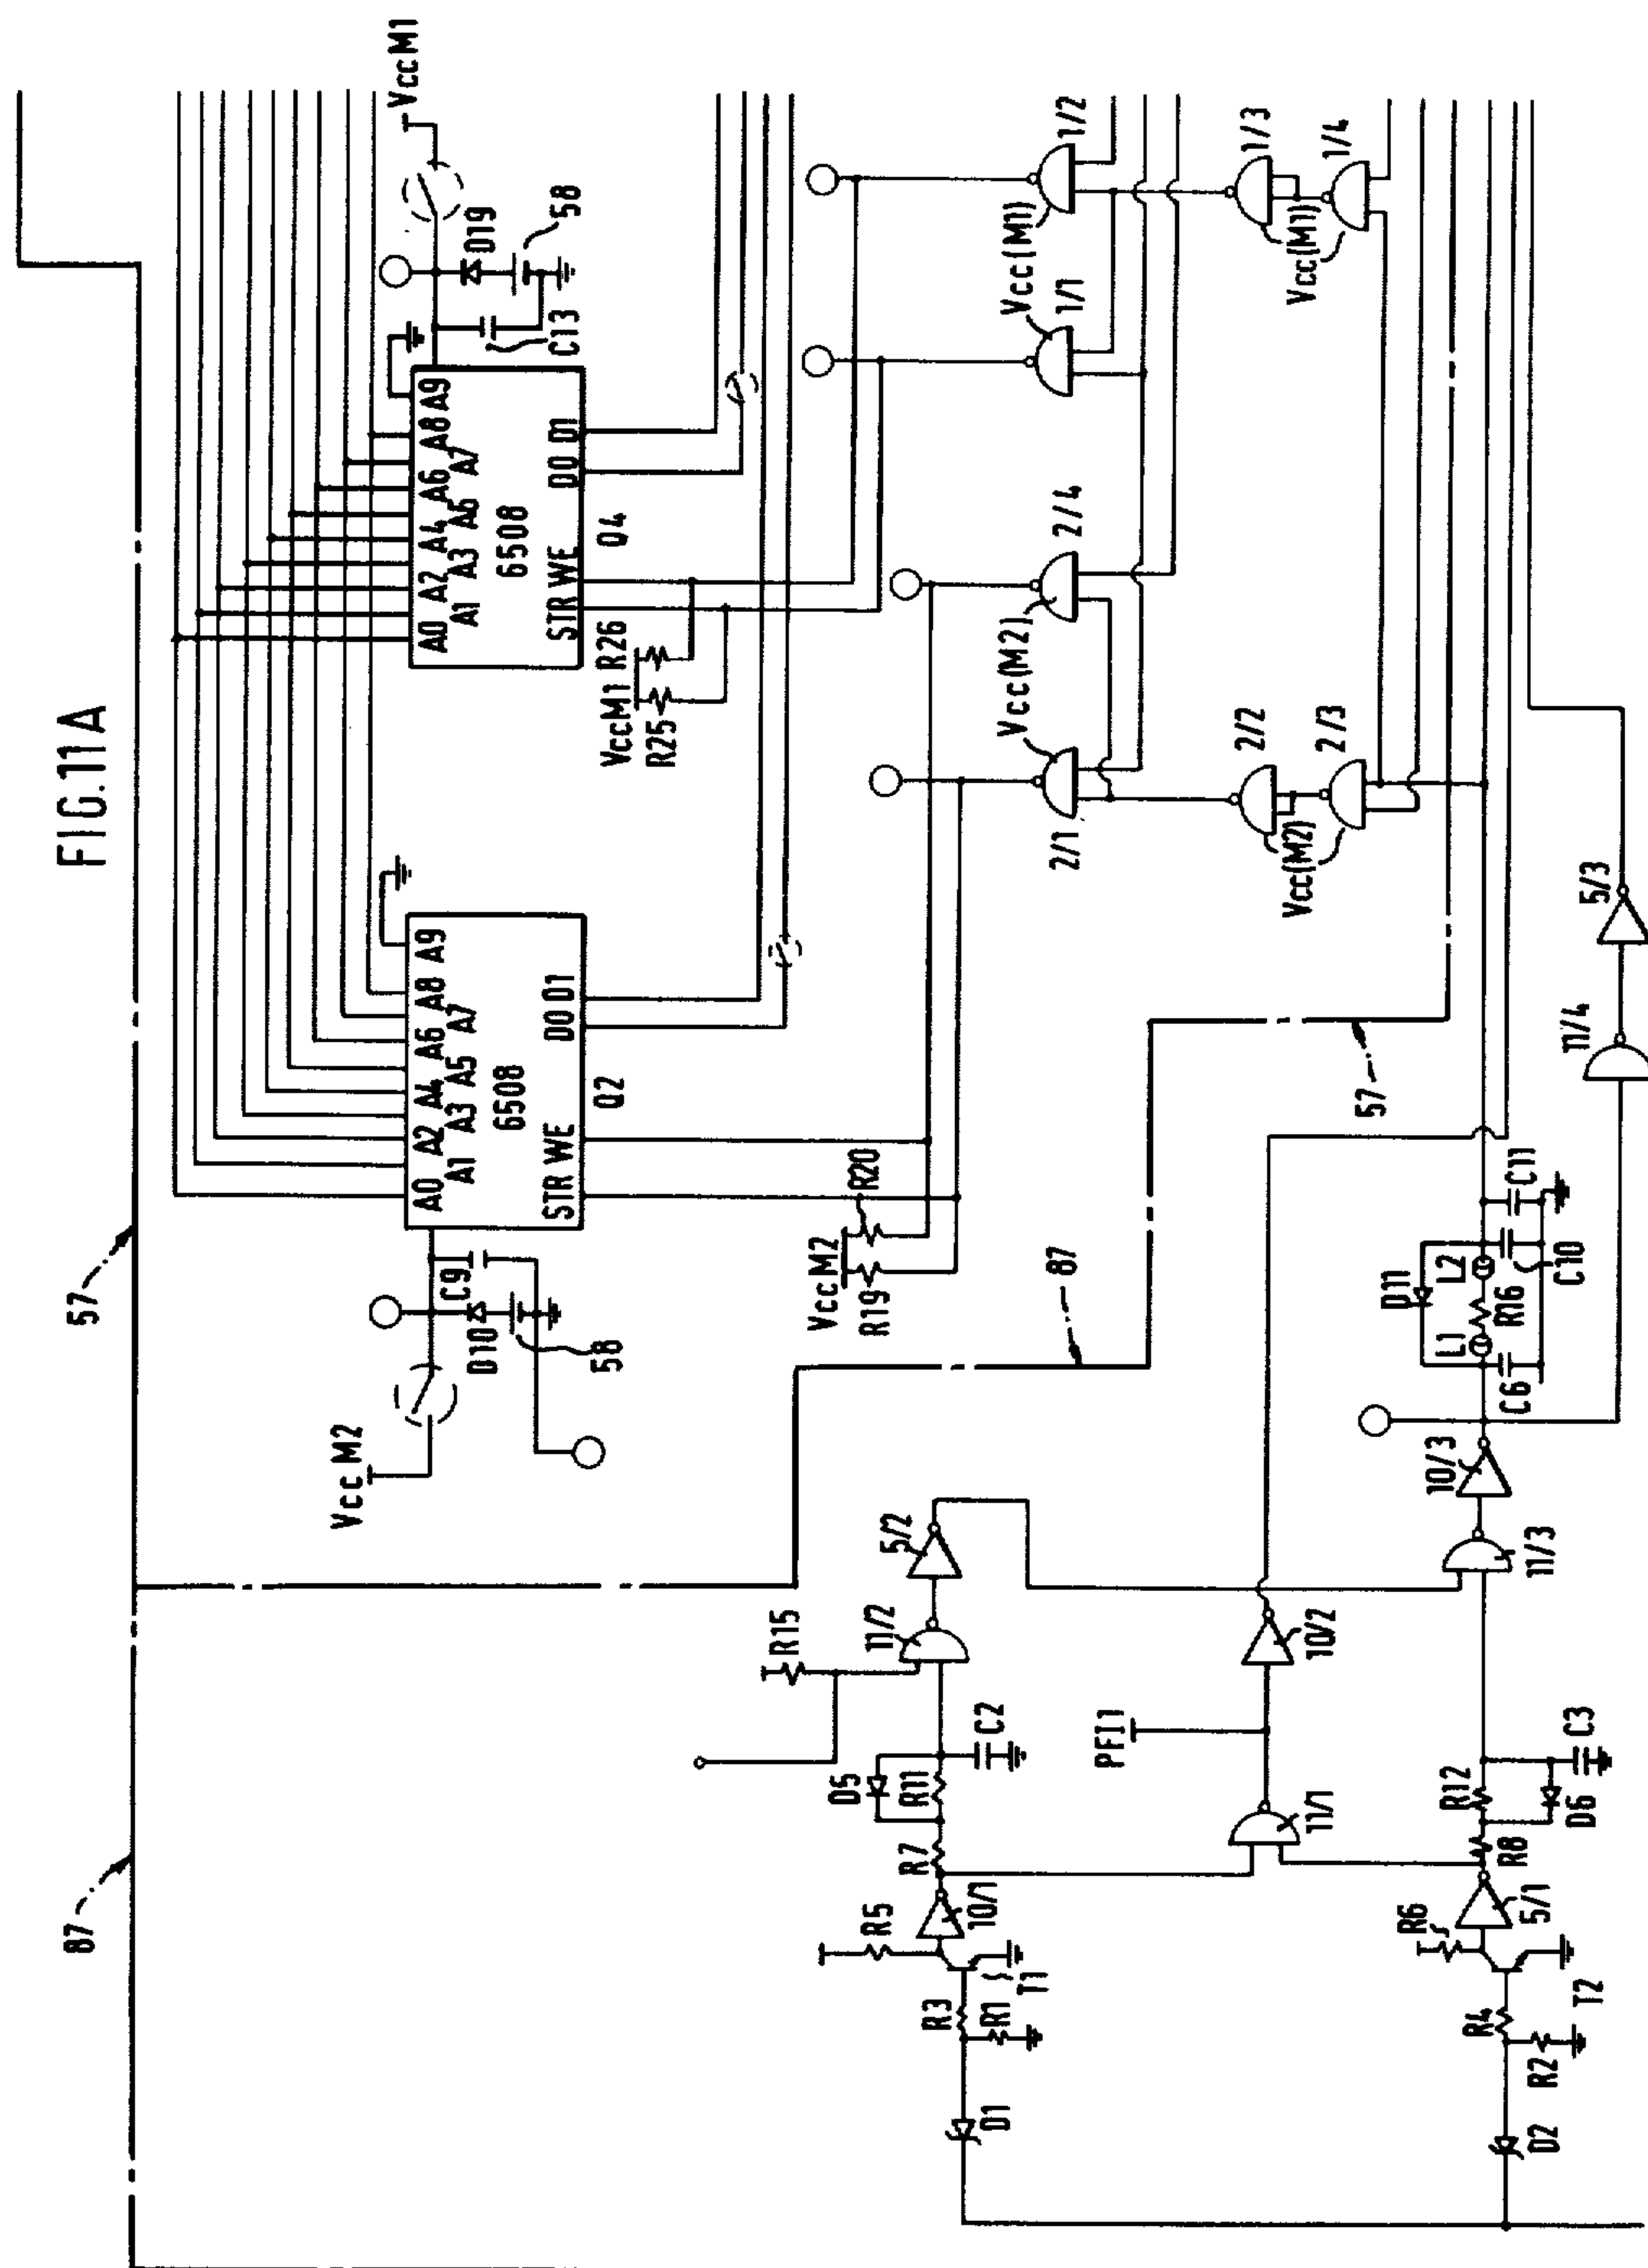 FIG.11A
87
57
VccM2
D10
C9
58
A0 A2 A4 A6 A8 A9
A1 A3 A5 A7
6508
STR WE D0 D1
Q2
VccM2
R19
R20
A0 A2 A4 A6 A8 A9
A1 A3 A6 A7
6508
STR WE D0 D1
Q4
VccM1
R25
R26
C13
D19
58
VccM1
87
57
2/1
Vcc(M2)
2/4
2/2
Vcc(M2)
2/3
Vcc(M1)
1/1
1/2
1/3
Vcc(M1)
Vcc(M1)
1/4
D1
R3
R1
T1
R5
10/1
R7
D5
R11
C2
R15
11/2
5/2
PFI1
11/1
10/2
D2
R4
R2
T2
R6
5/1
R8
R12
D6
C3
11/3
10/3
C6
L1
D11
R16
L2
C10
C11
11/4
5/3